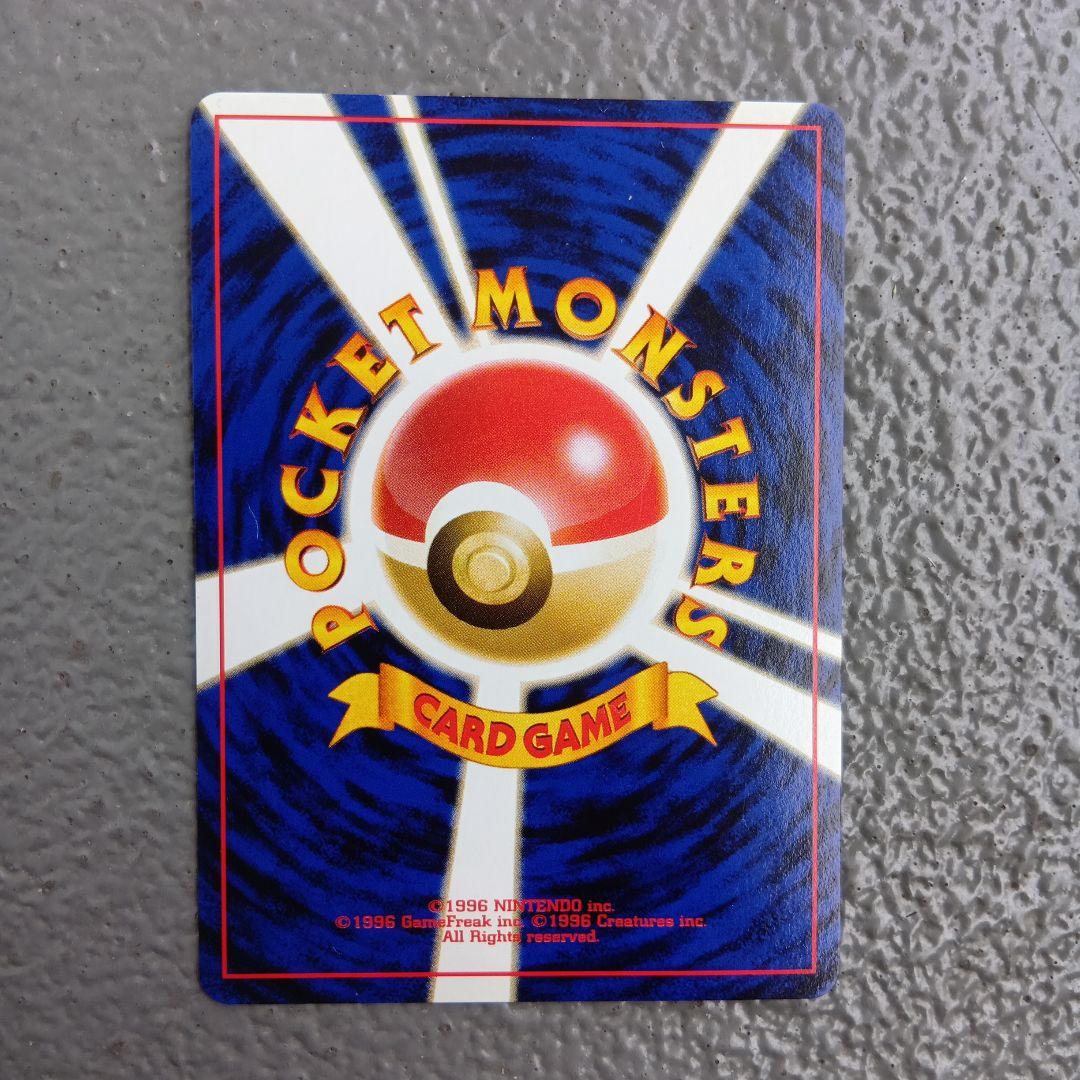 POCKET MONSTERS
CARD GAME
©1996 NINTENDO inc.
©1996 GameFreak inc. ©1996 Creatures inc.
All Rights reserved.